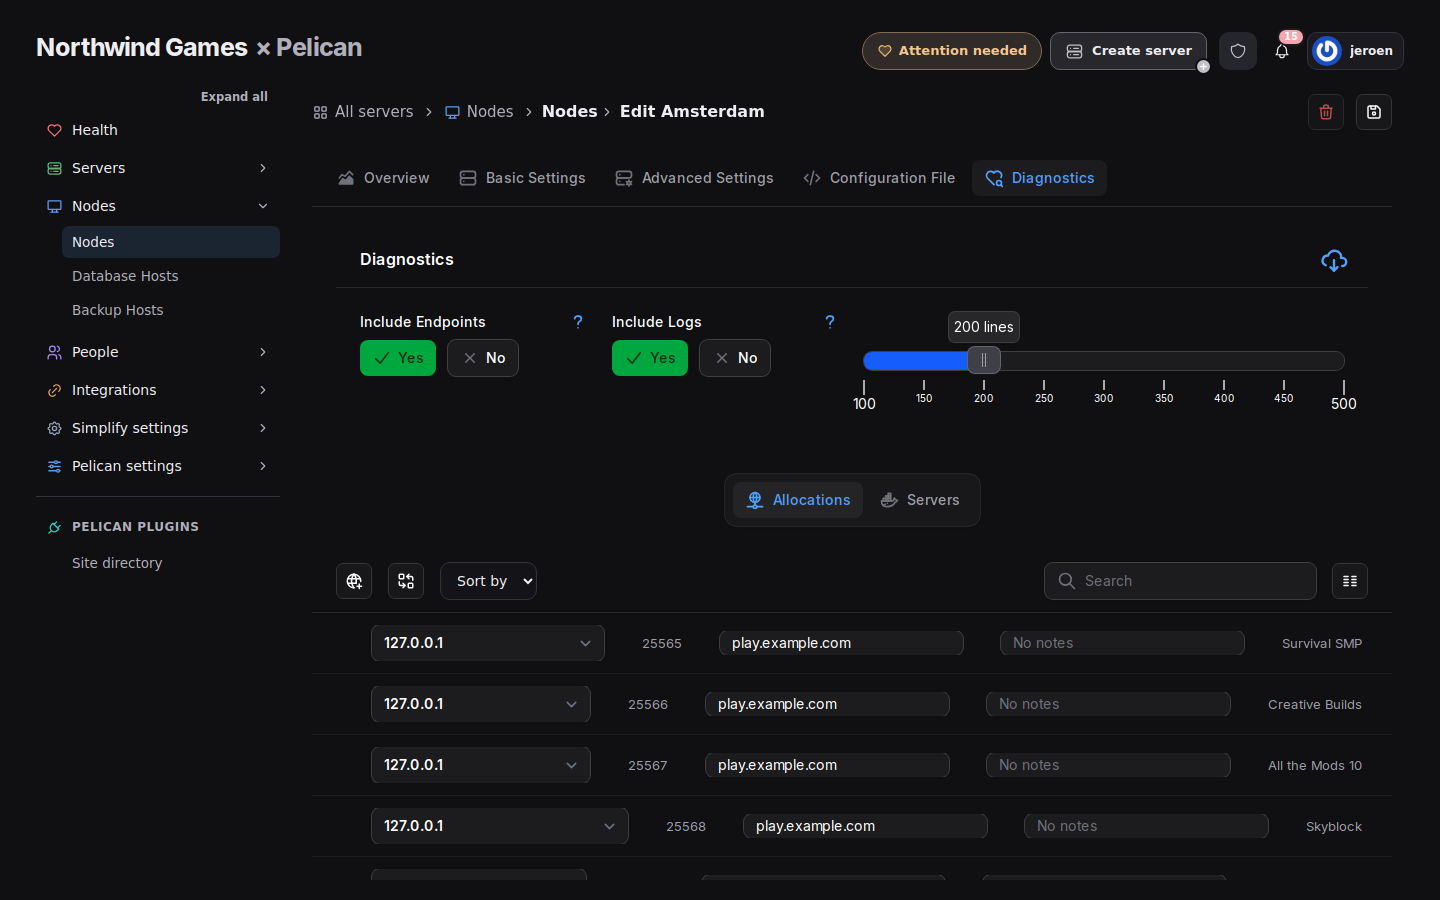 Northwind Games × Pelican
Attention needed
Create server
15
jeroen
Expand all
Health
Servers
Nodes
Nodes
Database Hosts
Backup Hosts
People
Integrations
Simplify settings
Pelican settings
PELICAN PLUGINS
Site directory
All servers > Nodes > Nodes > Edit Amsterdam
Overview Basic Settings Advanced Settings Configuration File Diagnostics
Diagnostics
Include Endpoints ? Include Logs ?
200 lines
Yes No Yes No
100 150 200 250 300 350 400 450 500
Allocations Servers
Sort by Search
127.0.0.1 25565 play.example.com No notes Survival SMP
127.0.0.1 25566 play.example.com No notes Creative Builds
127.0.0.1 25567 play.example.com No notes All the Mods 10
127.0.0.1 25568 play.example.com No notes Skyblock